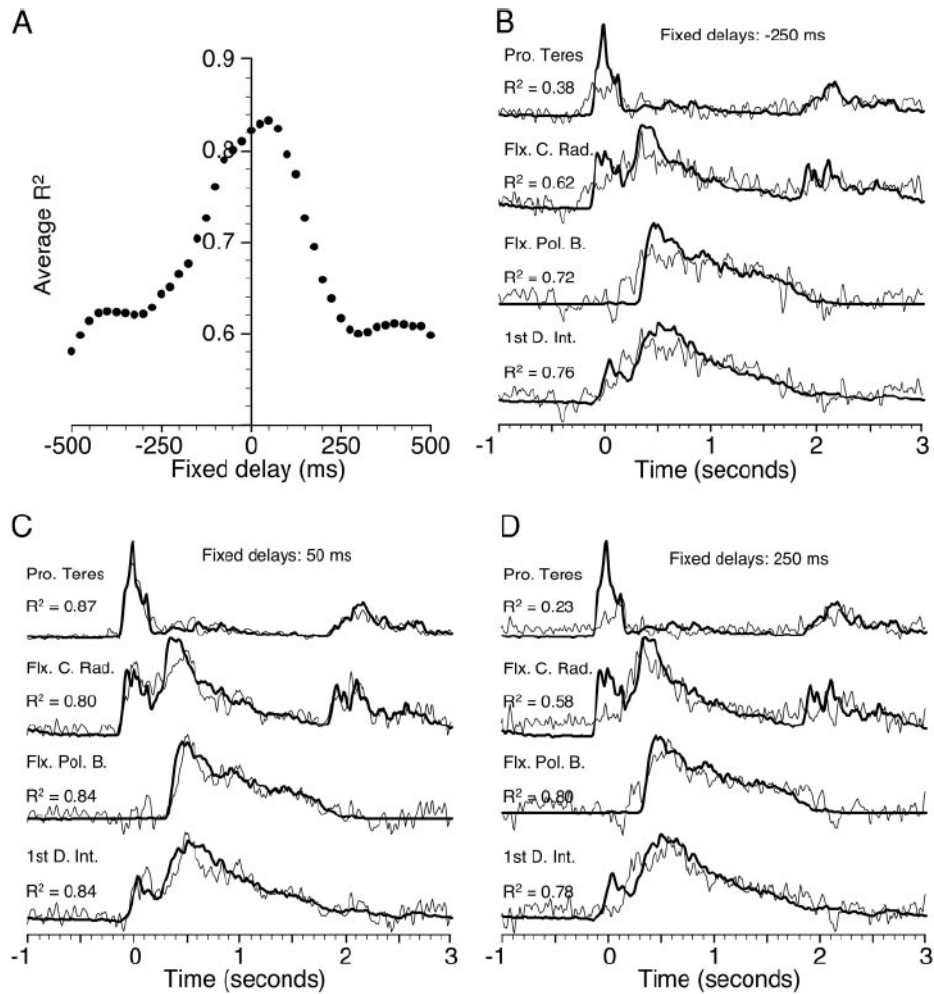 A
0.9
0.8
0.7
0.6
Average R²
-500
-250
0
250
500
Fixed delay (ms)
B
Fixed delays: -250 ms
Pro. Teres
R² = 0.38
Flx. C. Rad.
R² = 0.62
Flx. Pol. B.
R² = 0.72
1st D. Int.
R² = 0.76
-1
0
1
2
3
Time (seconds)
C
Fixed delays: 50 ms
Pro. Teres
R² = 0.87
Flx. C. Rad.
R² = 0.80
Flx. Pol. B.
R² = 0.84
1st D. Int.
R² = 0.84
-1
0
1
2
3
Time (seconds)
D
Fixed delays: 250 ms
Pro. Teres
R² = 0.23
Flx. C. Rad.
R² = 0.58
Flx. Pol. B.
R² = 0.80
1st D. Int.
R² = 0.78
-1
0
1
2
3
Time (seconds)